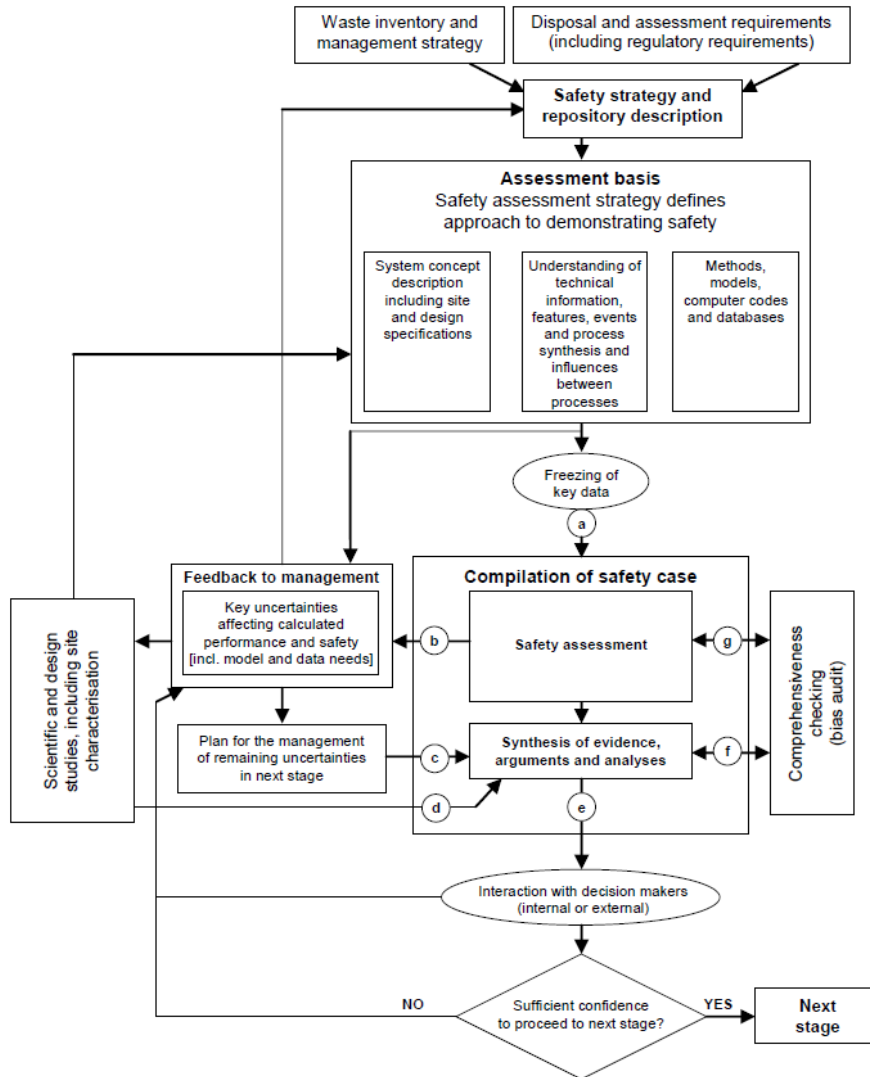 Waste inventory and
management strategy
Disposal and assessment requirements
(including regulatory requirements)
Safety strategy and
repository description
Assessment basis
Safety assessment strategy defines
approach to demonstrating safety
System concept
description
including site
and design
specifications
Understanding of
technical
information,
features, events
and process
synthesis and
influences
between
processes
Methods,
models,
computer codes
and databases
Freezing of
key data
a
Feedback to management
Key uncertainties
affecting calculated
performance and safety
[incl. model and data needs]
Compilation of safety case
Safety assessment
b
g
Scientific and design
studies, including site
characterisation
Comprehensiveness
checking
(bias audit)
Plan for the management
of remaining uncertainties
in next stage
c
Synthesis of evidence,
arguments and analyses
f
d
e
Interaction with decision makers
(internal or external)
NO
Sufficient confidence
to proceed to next stage?
YES
Next
stage